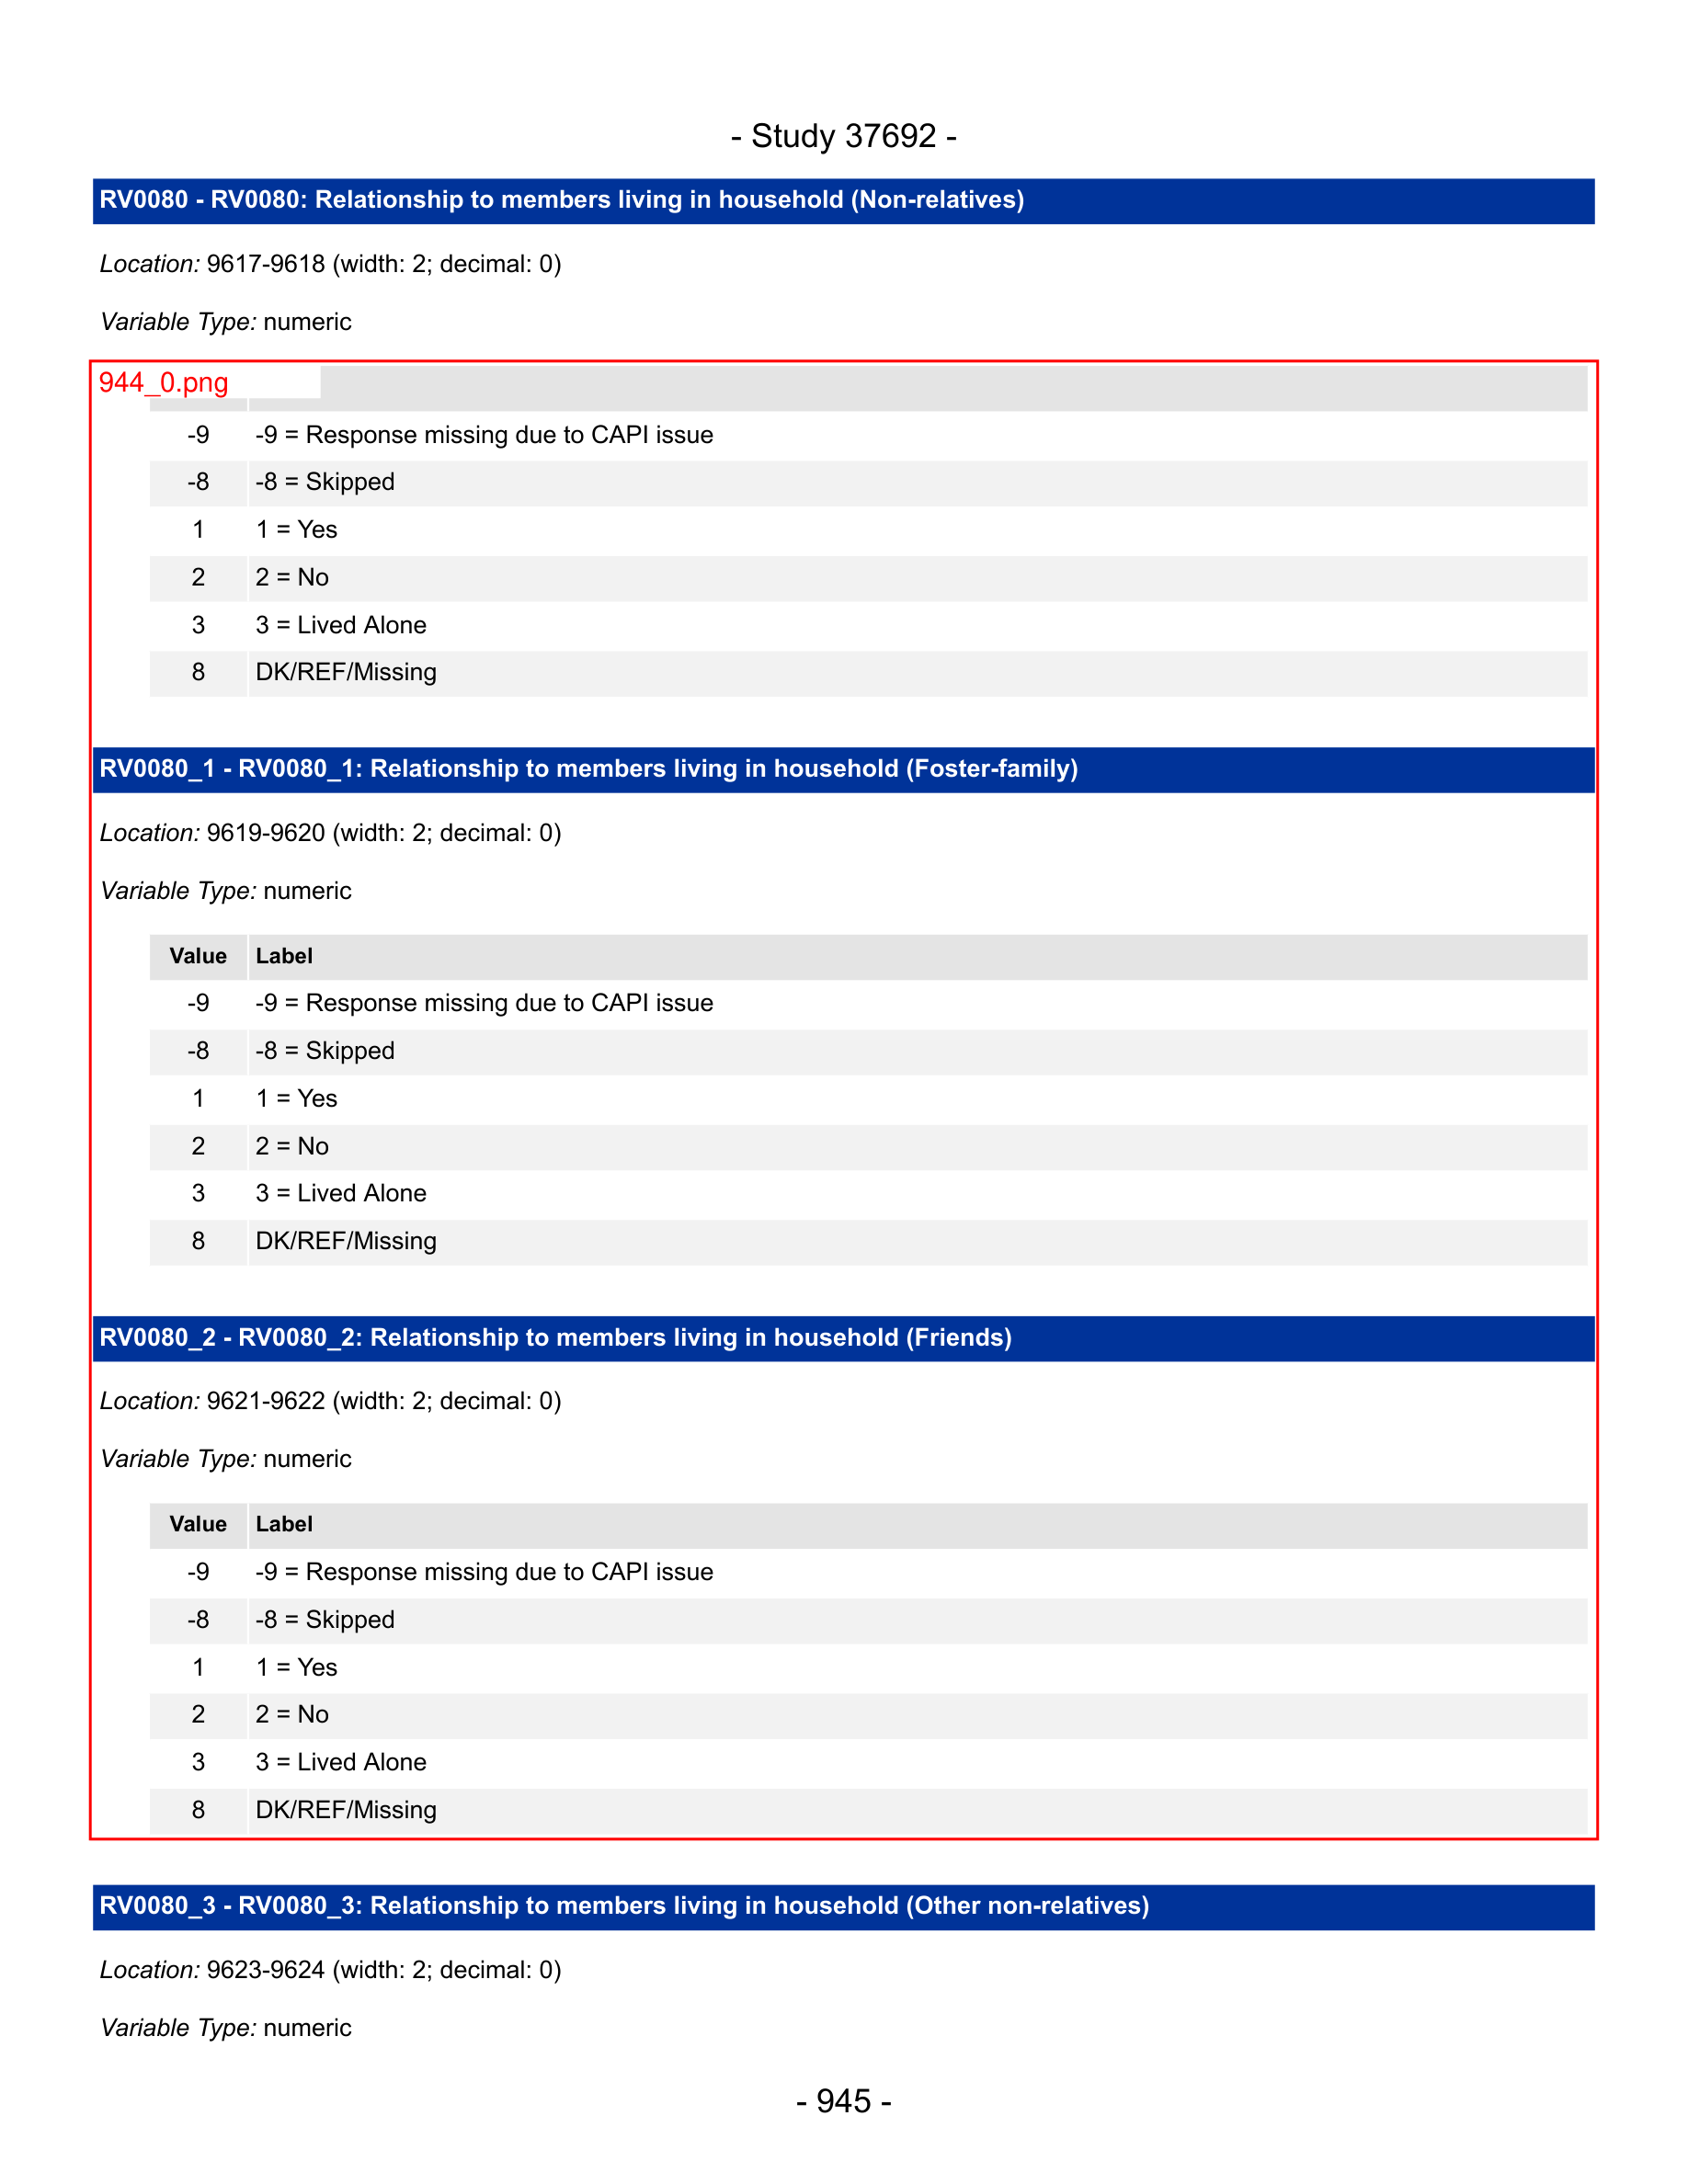 - Study 37692 -
RV0080 - RV0080: Relationship to members living in household (Non-relatives)
Location: 9617-9618 (width: 2; decimal: 0)
Variable Type: numeric
944_0.png
-9 -9 = Response missing due to CAPI issue
-8 -8 = Skipped
1 1 = Yes
2 2 = No
3 3 = Lived Alone
8 DK/REF/Missing
RV0080_1 - RV0080_1: Relationship to members living in household (Foster-family)
Location: 9619-9620 (width: 2; decimal: 0)
Variable Type: numeric
Value Label
-9 -9 = Response missing due to CAPI issue
-8 -8 = Skipped
1 1 = Yes
2 2 = No
3 3 = Lived Alone
8 DK/REF/Missing
RV0080_2 - RV0080_2: Relationship to members living in household (Friends)
Location: 9621-9622 (width: 2; decimal: 0)
Variable Type: numeric
Value Label
-9 -9 = Response missing due to CAPI issue
-8 -8 = Skipped
1 1 = Yes
2 2 = No
3 3 = Lived Alone
8 DK/REF/Missing
RV0080_3 - RV0080_3: Relationship to members living in household (Other non-relatives)
Location: 9623-9624 (width: 2; decimal: 0)
Variable Type: numeric
- 945 -